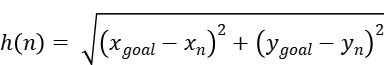 h(n) = √((x_goal − x_n)² + (y_goal − y_n)²)